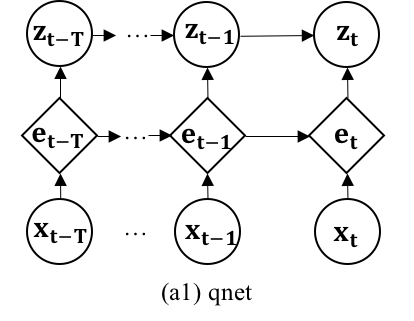 z_{t−T} ⋯ z_{t−1} z_t
e_{t−T} ⋯ e_{t−1} e_t
x_{t−T} ⋯ x_{t−1} x_t
(a1) qnet